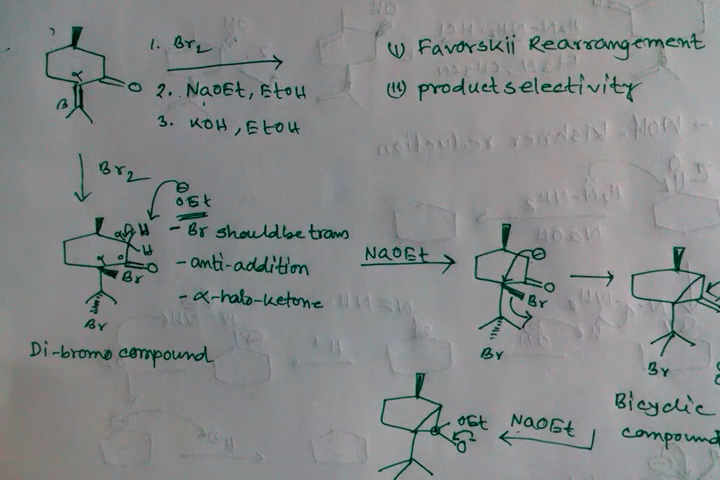 1. Br2
2. NaOEt, EtOH
3. KOH, EtOH
(i) Favorskii Rearrangement
(ii) product selectivity
α
β
O
Br2
⊖
OEt
α H
H
α
O
Br
Br
- Br should be trans
- anti-addition
- α-halo-ketone
Di-bromo compound
NaOEt
⊖
O
Br
Br
Br
Bicyclic
compound
NaOEt
OEt
O